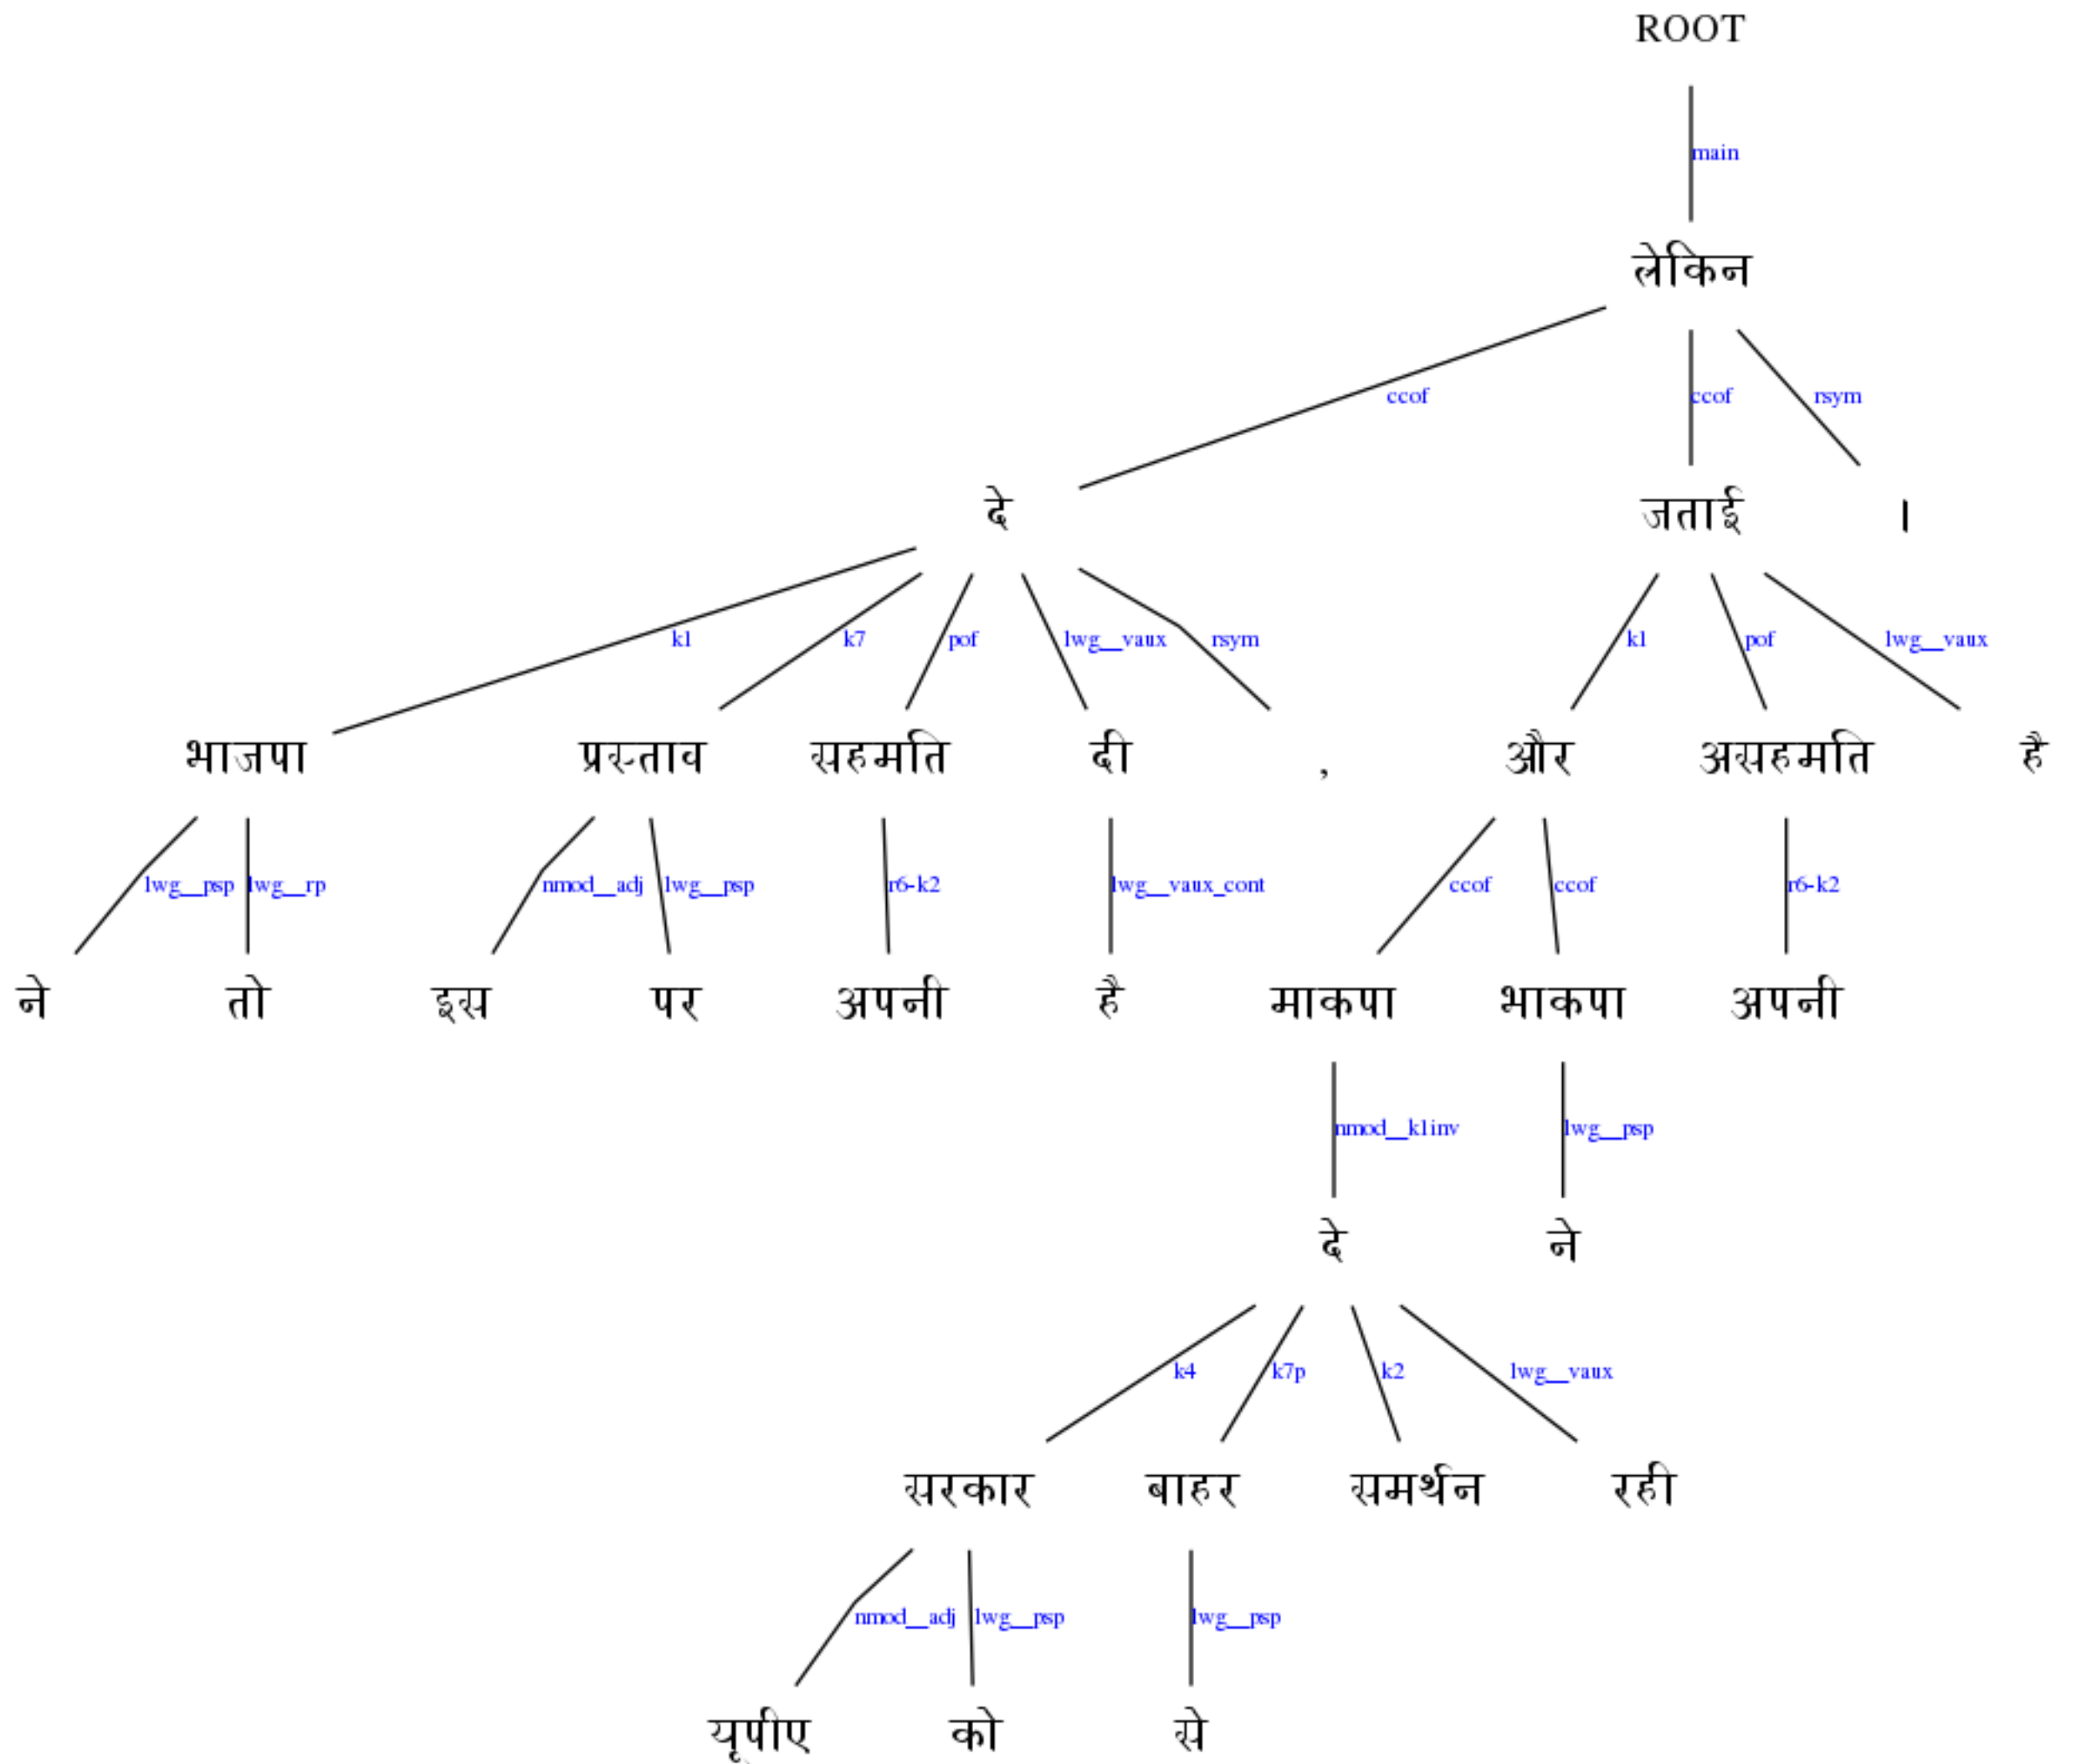 ROOT
main
लेकिन
ccof ccof rsym
दे जताई ।
k1 k7 pof lwg__vaux rsym k1 pof lwg__vaux
भाजपा प्रस्ताव सहमति दी , और असहमति है
lwg__psp lwg__rp nmod__adj lwg__psp r6-k2 lwg__vaux_cont ccof ccof r6-k2
ने तो इस पर अपनी है माकपा भाकपा अपनी
nmod__k1inv lwg__psp
दे ने
k4 k7p k2 lwg__vaux
सरकार बाहर समर्थन रही
nmod__adj lwg__psp lwg__psp
यूपीए को से